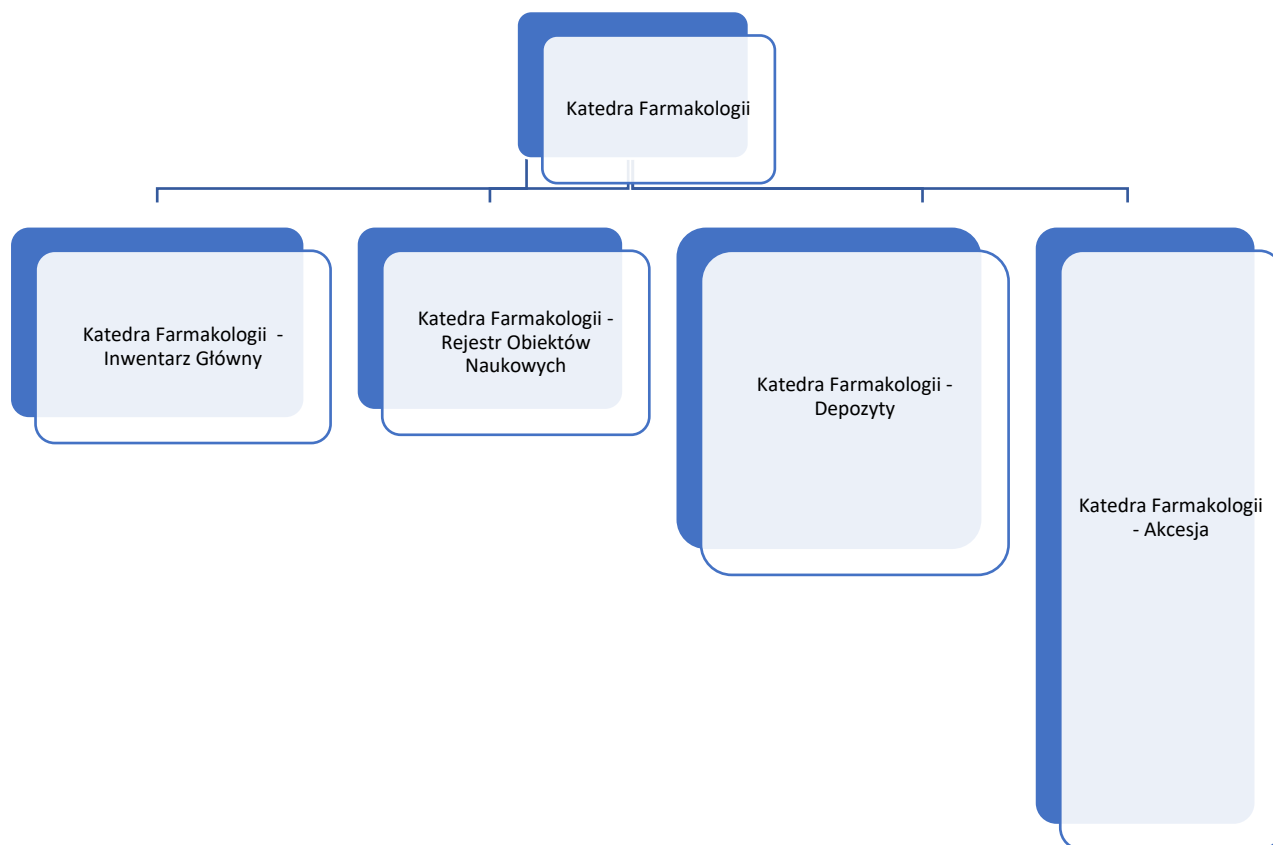 Katedra Farmakologii
Katedra Farmakologii -
Inwentarz Główny
Katedra Farmakologii -
Rejestr Obiektów
Naukowych
Katedra Farmakologii -
Depozyty
Katedra Farmakologii
- Akcesja